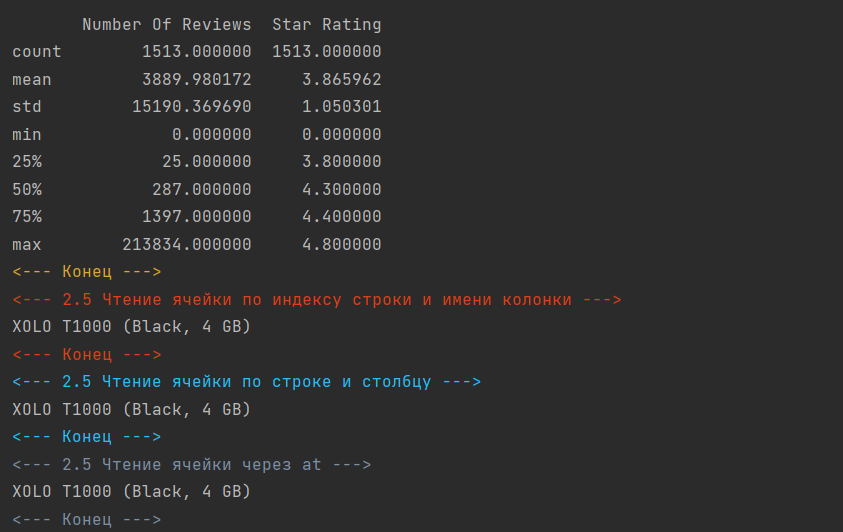 Number Of Reviews  Star Rating
count        1513.000000  1513.000000
mean         3889.980172     3.865962
std         15190.369690     1.050301
min             0.000000     0.000000
25%            25.000000     3.800000
50%           287.000000     4.300000
75%          1397.000000     4.400000
max        213834.000000     4.800000
<--- Конец --->
<--- 2.5 Чтение ячейки по индексу строки и имени колонки --->
XOLO T1000 (Black, 4 GB)
<--- Конец --->
<--- 2.5 Чтение ячейки по строке и столбцу --->
XOLO T1000 (Black, 4 GB)
<--- Конец --->
<--- 2.5 Чтение ячейки через at --->
XOLO T1000 (Black, 4 GB)
<--- Конец --->